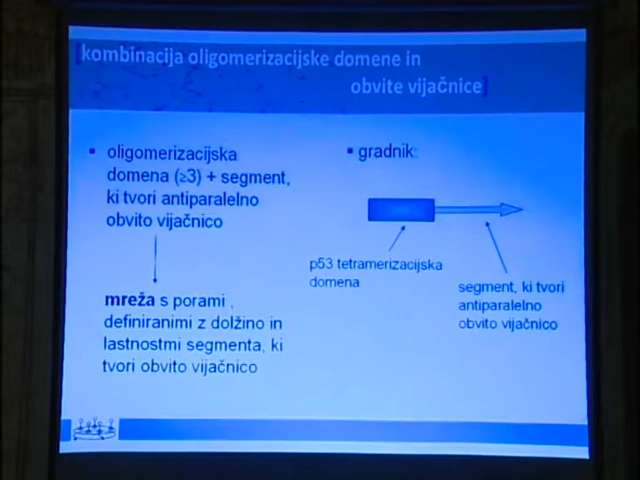 [kombinacija oligomerizacijske domene in
obvite vijačnice]
▪ oligomerizacijska
domena (≥3) + segment,
ki tvori antiparalelno
obvito vijačnico
mreža s porami ,
definiranimi z dolžino in
lastnostmi segmenta, ki
tvori obvito vijačnico
▪ gradnik:
p53 tetramerizacijska
domena
segment, ki tvori
antiparalelno
obvito vijačnico